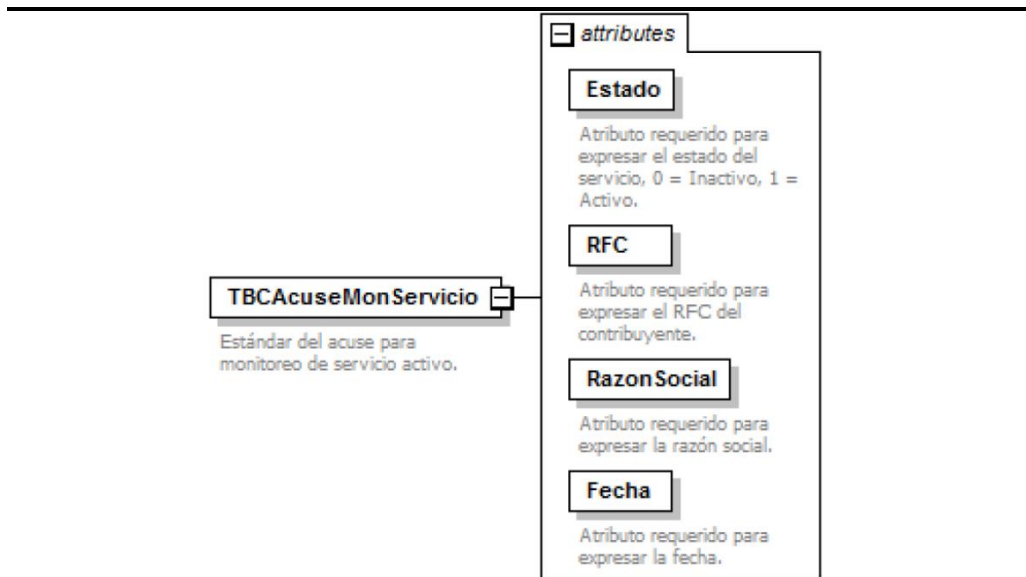 attributes
Estado
Atributo requerido para
expresar el estado del
servicio, 0 = Inactivo, 1 =
Activo.
RFC
Atributo requerido para
expresar el RFC del
contribuyente.
TBCAcuseMonServicio
Estándar del acuse para
monitoreo de servicio activo.
RazonSocial
Atributo requerido para
expresar la razón social.
Fecha
Atributo requerido para
expresar la fecha.